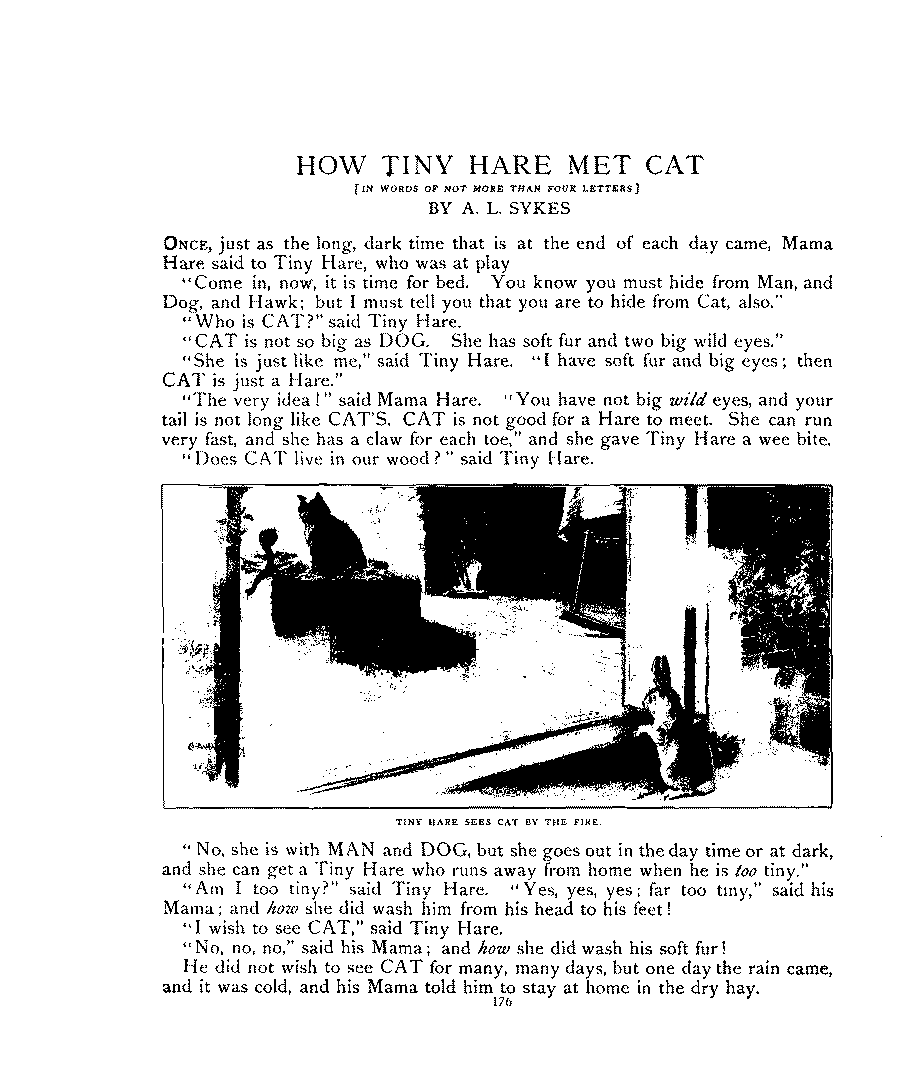 HOW TINY HARE MET CAT
[IN WORDS OF NOT MORE THAN FOUR LETTERS]
BY A. L. SYKES
ONCE, just as the long, dark time that is at the end of each day came, Mama
Hare said to Tiny Hare, who was at play
"Come in, now, it is time for bed. You know you must hide from Man, and
Dog, and Hawk; but I must tell you that you are to hide from Cat, also."
"Who is CAT?" said Tiny Hare.
"CAT is not so big as DOG. She has soft fur and two big wild eyes."
"She is just like me," said Tiny Hare. "I have soft fur and big eyes; then
CAT is just a Hare."
"The very idea!" said Mama Hare. "You have not big wild eyes, and your
tail is not long like CAT'S. CAT is not good for a Hare to meet. She can run
very fast, and she has a claw for each toe," and she gave Tiny Hare a wee bite.
"Does CAT live in our wood?" said Tiny Hare.
TINY HARE SEES CAT BY THE FIRE.
"No, she is with MAN and DOG, but she goes out in the day time or at dark,
and she can get a Tiny Hare who runs away from home when he is too tiny."
"Am I too tiny?" said Tiny Hare. "Yes, yes, yes; far too tiny," said his
Mama; and how she did wash him from his head to his feet!
"I wish to see CAT," said Tiny Hare.
"No, no, no," said his Mama; and how she did wash his soft fur!
He did not wish to see CAT for many, many days, but one day the rain came,
and it was cold, and his Mama told him to stay at home in the dry hay.
176